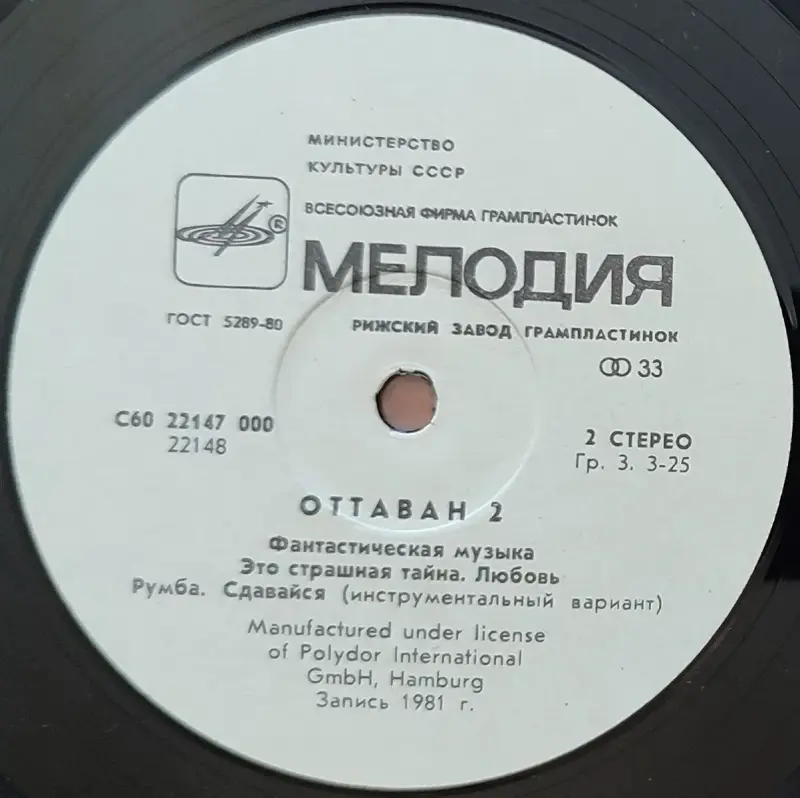 МИНИСТЕРСТВО
КУЛЬТУРЫ СССР
ВСЕСОЮЗНАЯ ФИРМА ГРАМПЛАСТИНОК
®
МЕЛОДИЯ
ГОСТ 5289-80
РИЖСКИЙ ЗАВОД ГРАМПЛАСТИНОК
33
С60 22147 000
22148
2 СТЕРЕО
Гр. 3. 3-25
ОТТАВАН 2
Фантастическая музыка
Это страшная тайна. Любовь
Румба. Сдавайся (инструментальный вариант)
Manufactured under license
of Polydor International
GmbH, Hamburg
Запись 1981 г.